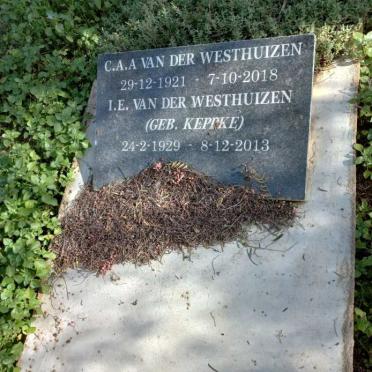 C.A.A VAN DER WESTHUIZEN
29-12-1921 - 7-10-2018
I.E. VAN DER WESTHUIZEN
(GEB. KEPPKE)
24-2-1929 - 8-12-2013